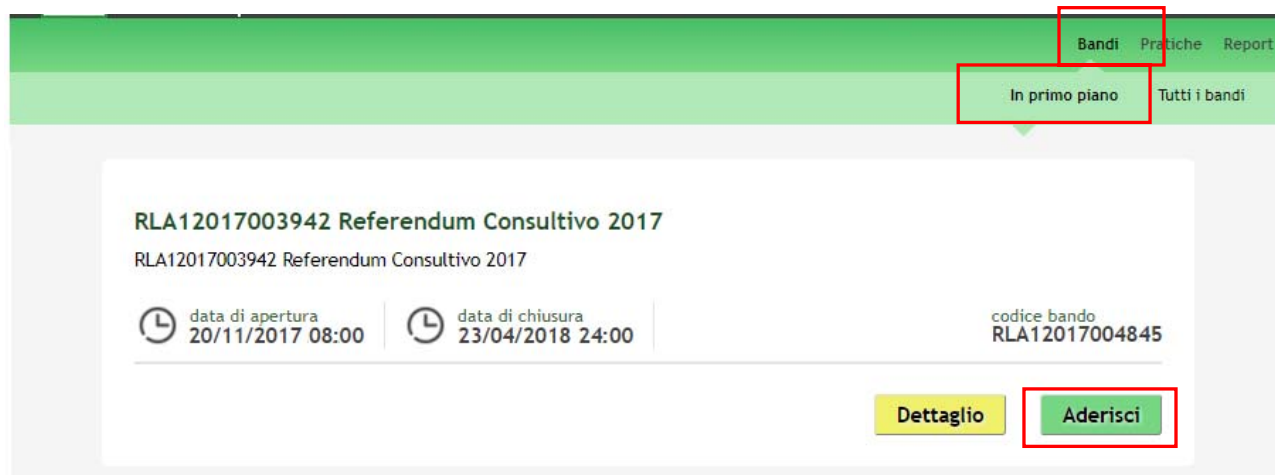 Bandi Pratiche Report
In primo piano Tutti i bandi
RLA12017003942 Referendum Consultivo 2017
RLA12017003942 Referendum Consultivo 2017
data di apertura data di chiusura codice bando
20/11/2017 08:00 23/04/2018 24:00 RLA12017004845
Dettaglio Aderisci